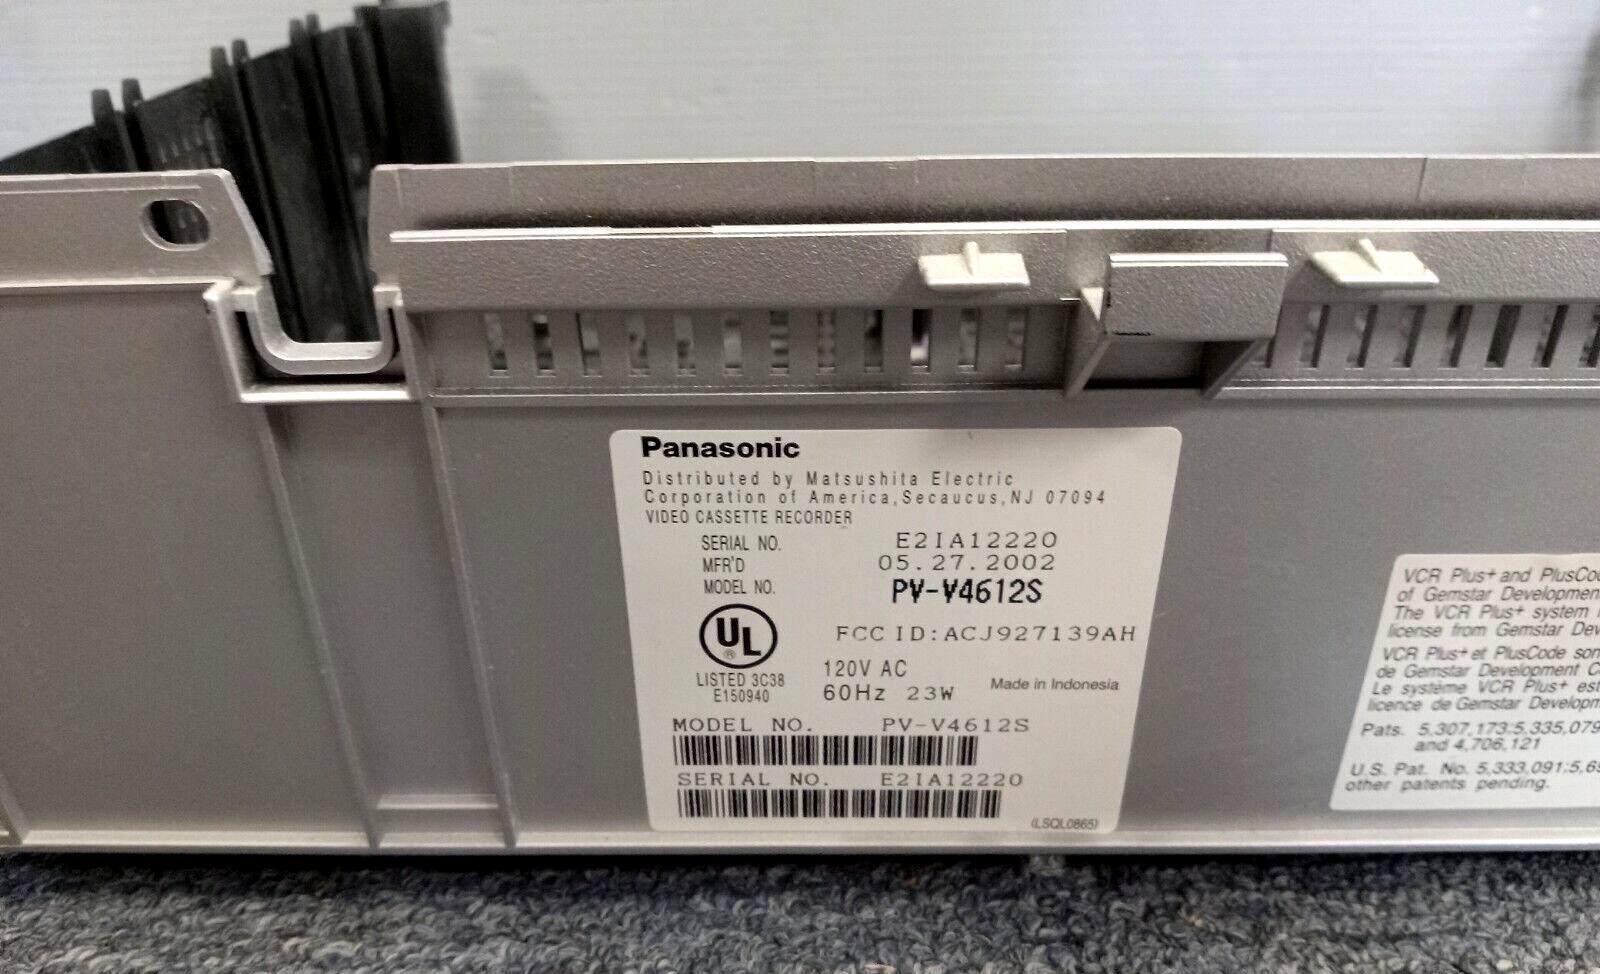 Panasonic
Distributed by Matsushita Electric
Corporation of America, Secaucus, NJ 07094
VIDEO CASSETTE RECORDER
SERIAL NO. E2IA12220
MFR'D 05.27.2002
MODEL NO. PV-V4612S
UL ®
LISTED 3C38
E150940
FCC ID: ACJ927139AH
120V AC
60Hz 23W
Made in Indonesia
MODEL NO. PV-V4612S
SERIAL NO. E2IA12220
(LSQL0865)
VCR Plus+ and PlusCo
of Gemstar Development
The VCR Plus+ system
license from Gemstar Dev
VCR Plus+ et PlusCode son
de Gemstar Development C
Le système VCR Plus+ est
licence de Gemstar Developm
Pats. 5,307,173;5,335,079
and 4,706,121
U.S. Pat. No. 5,333,091;5,6
other patents pending.